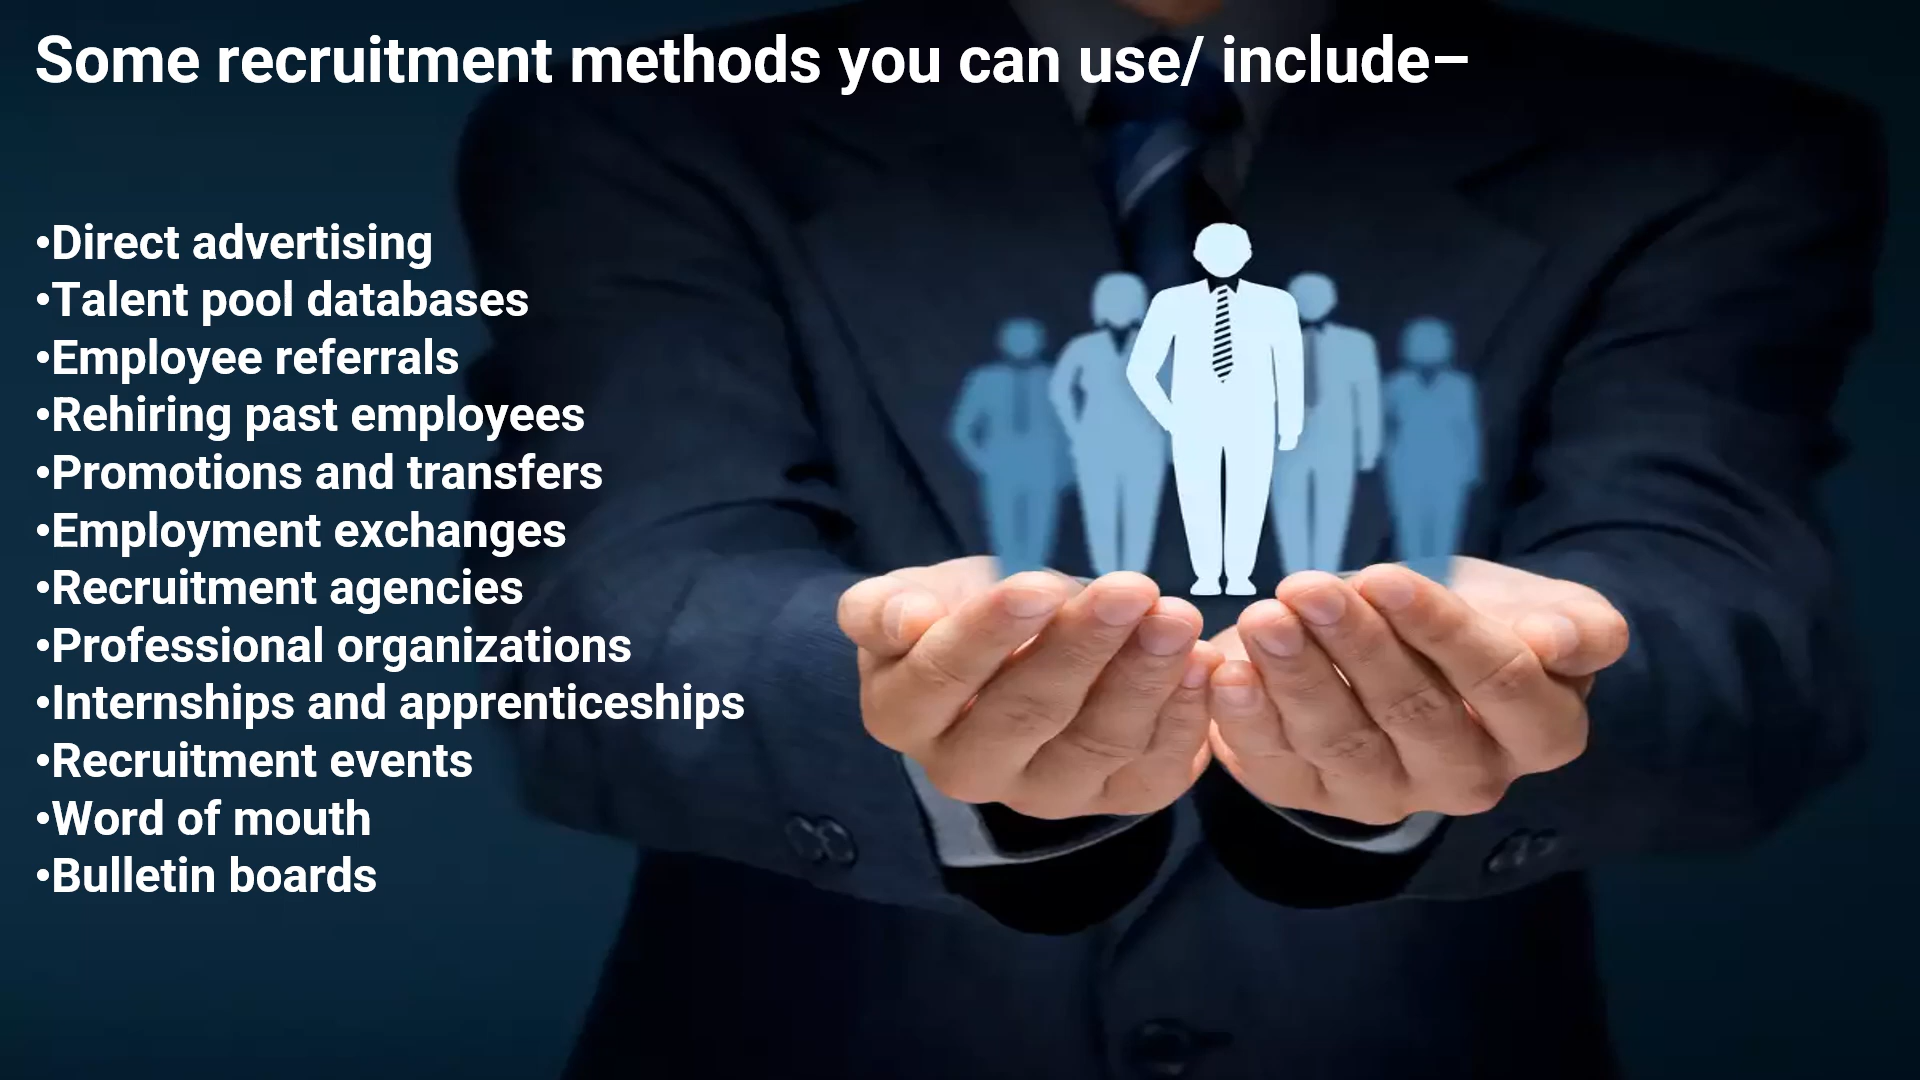 Some recruitment methods you can use/ include–
•Direct advertising
•Talent pool databases
•Employee referrals
•Rehiring past employees
•Promotions and transfers
•Employment exchanges
•Recruitment agencies
•Professional organizations
•Internships and apprenticeships
•Recruitment events
•Word of mouth
•Bulletin boards